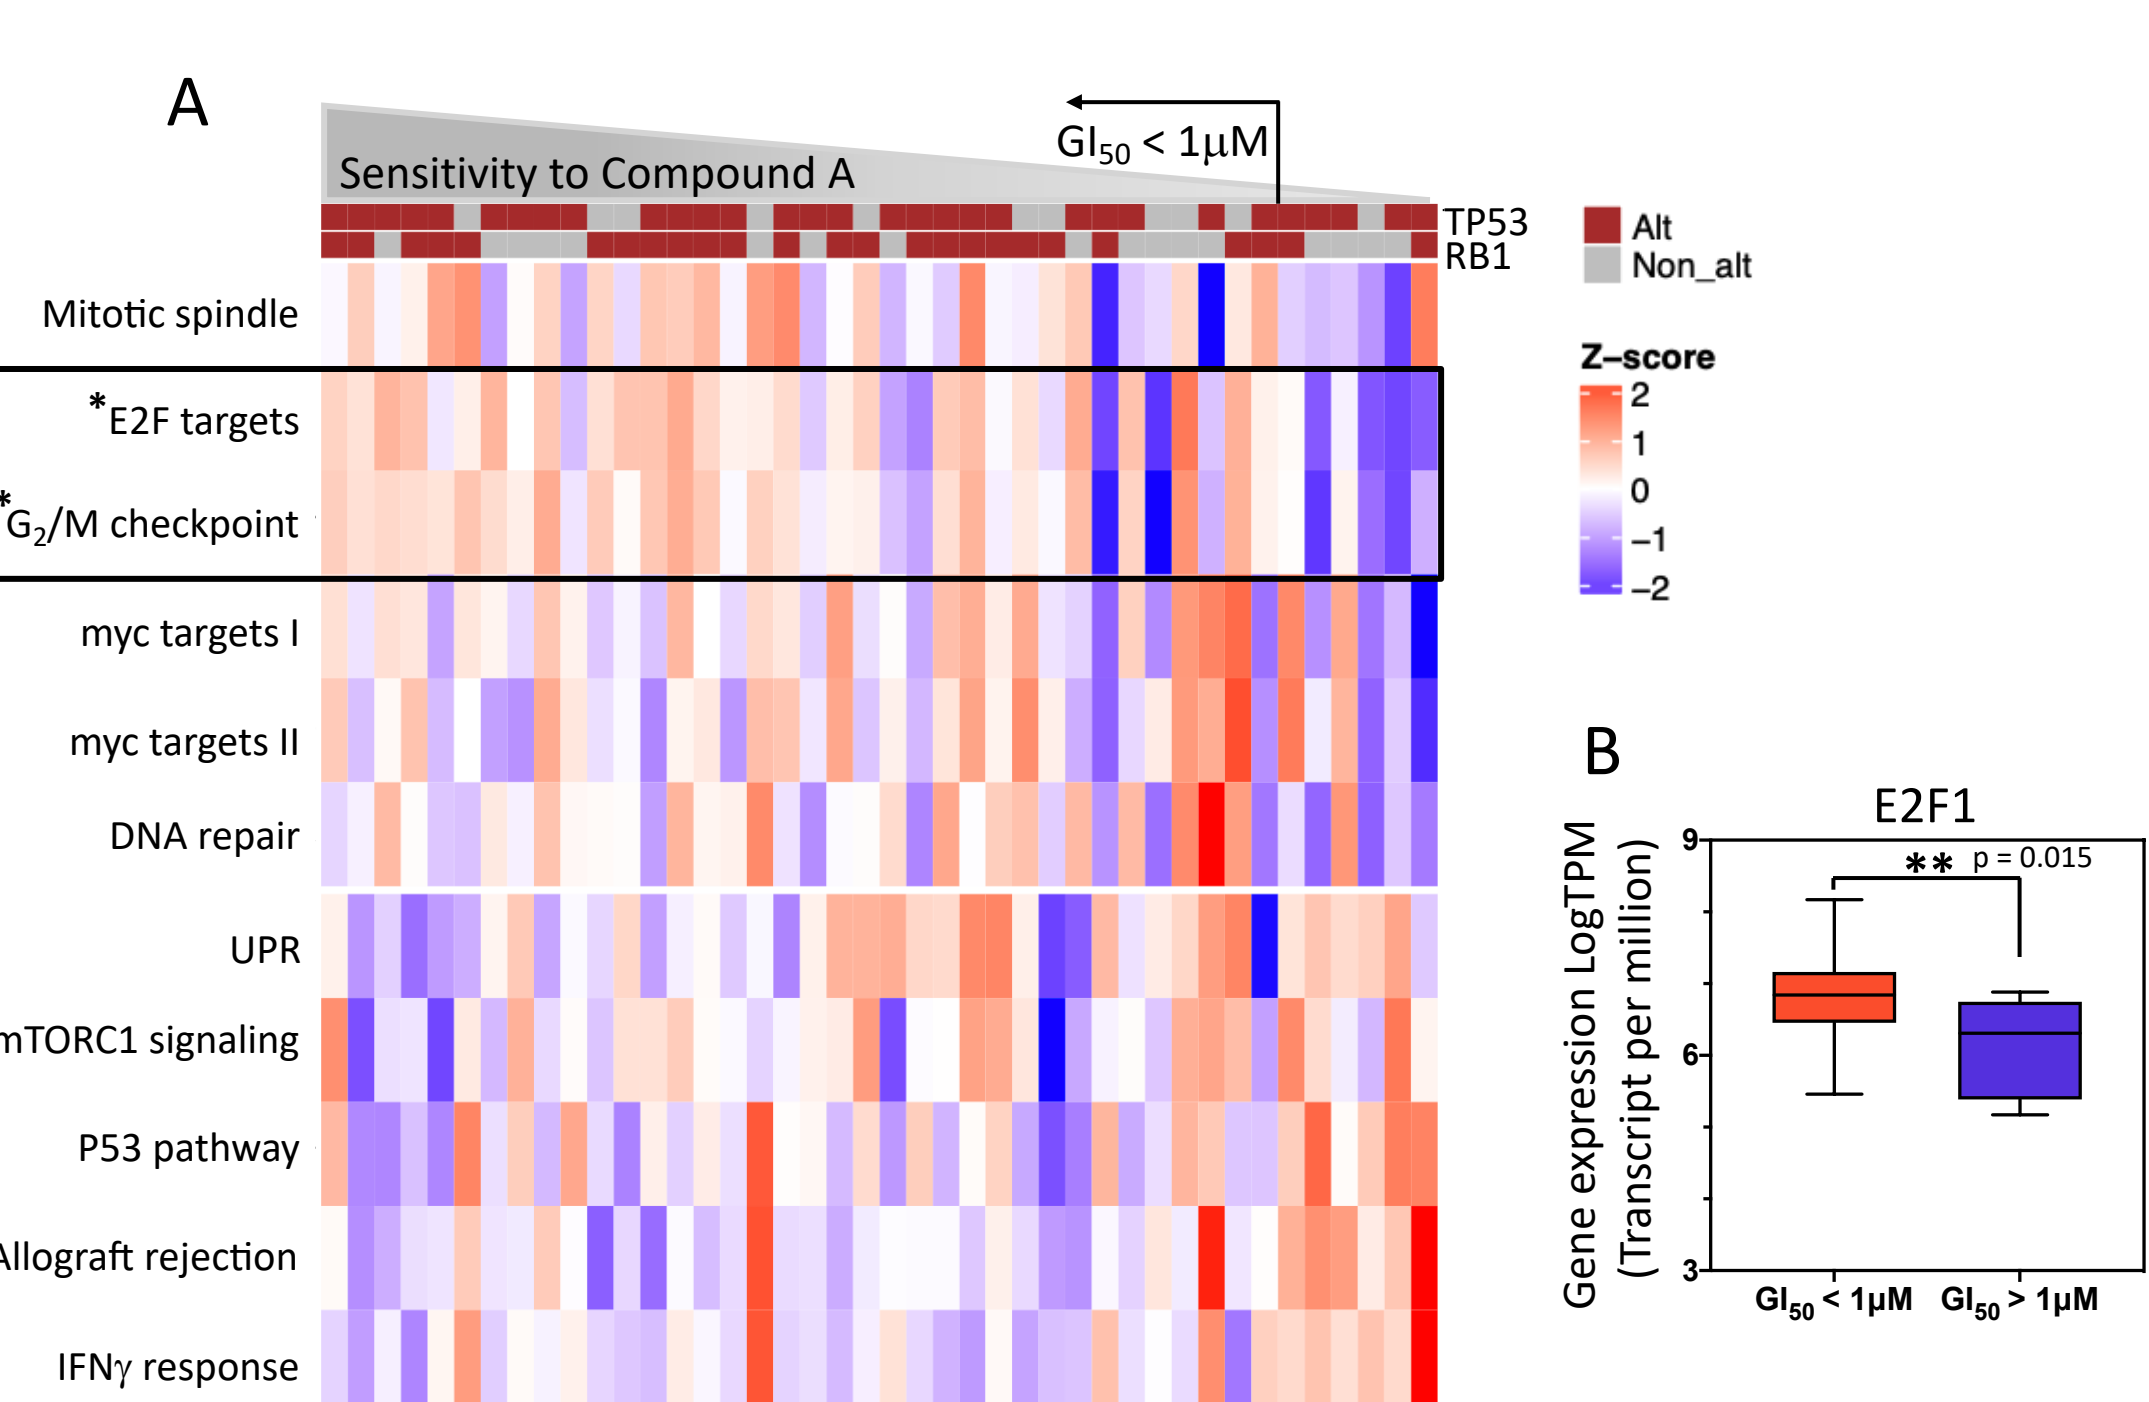 A
GI50 < 1μM
Sensitivity to Compound A
TP53
RB1
Alt
Non_alt
Mitotic spindle
*E2F targets
*G2/M checkpoint
myc targets I
myc targets II
DNA repair
UPR
mTORC1 signaling
P53 pathway
Allograft rejection
IFNγ response
Z−score
2
1
0
−1
−2
B
E2F1
** p = 0.015
Gene expression LogTPM
(Transcript per million)
9
6
3
GI50 < 1μM GI50 > 1μM